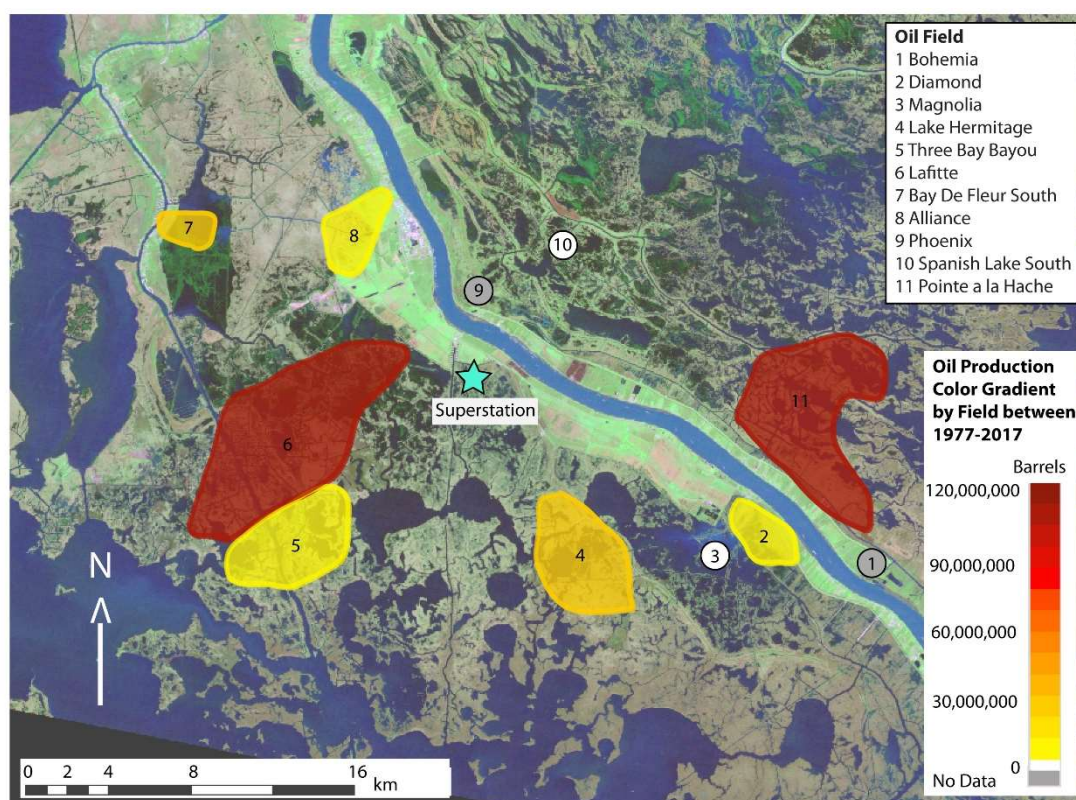 Oil Field
1 Bohemia
2 Diamond
3 Magnolia
4 Lake Hermitage
5 Three Bay Bayou
6 Lafitte
7 Bay De Fleur South
8 Alliance
9 Phoenix
10 Spanish Lake South
11 Pointe a la Hache
7
8
10
9
Superstation
11
6
5
4
3
2
1
N
Oil Production
Color Gradient
by Field between
1977-2017
Barrels
120,000,000
90,000,000
60,000,000
30,000,000
0
No Data
0 2 4 8 16
km